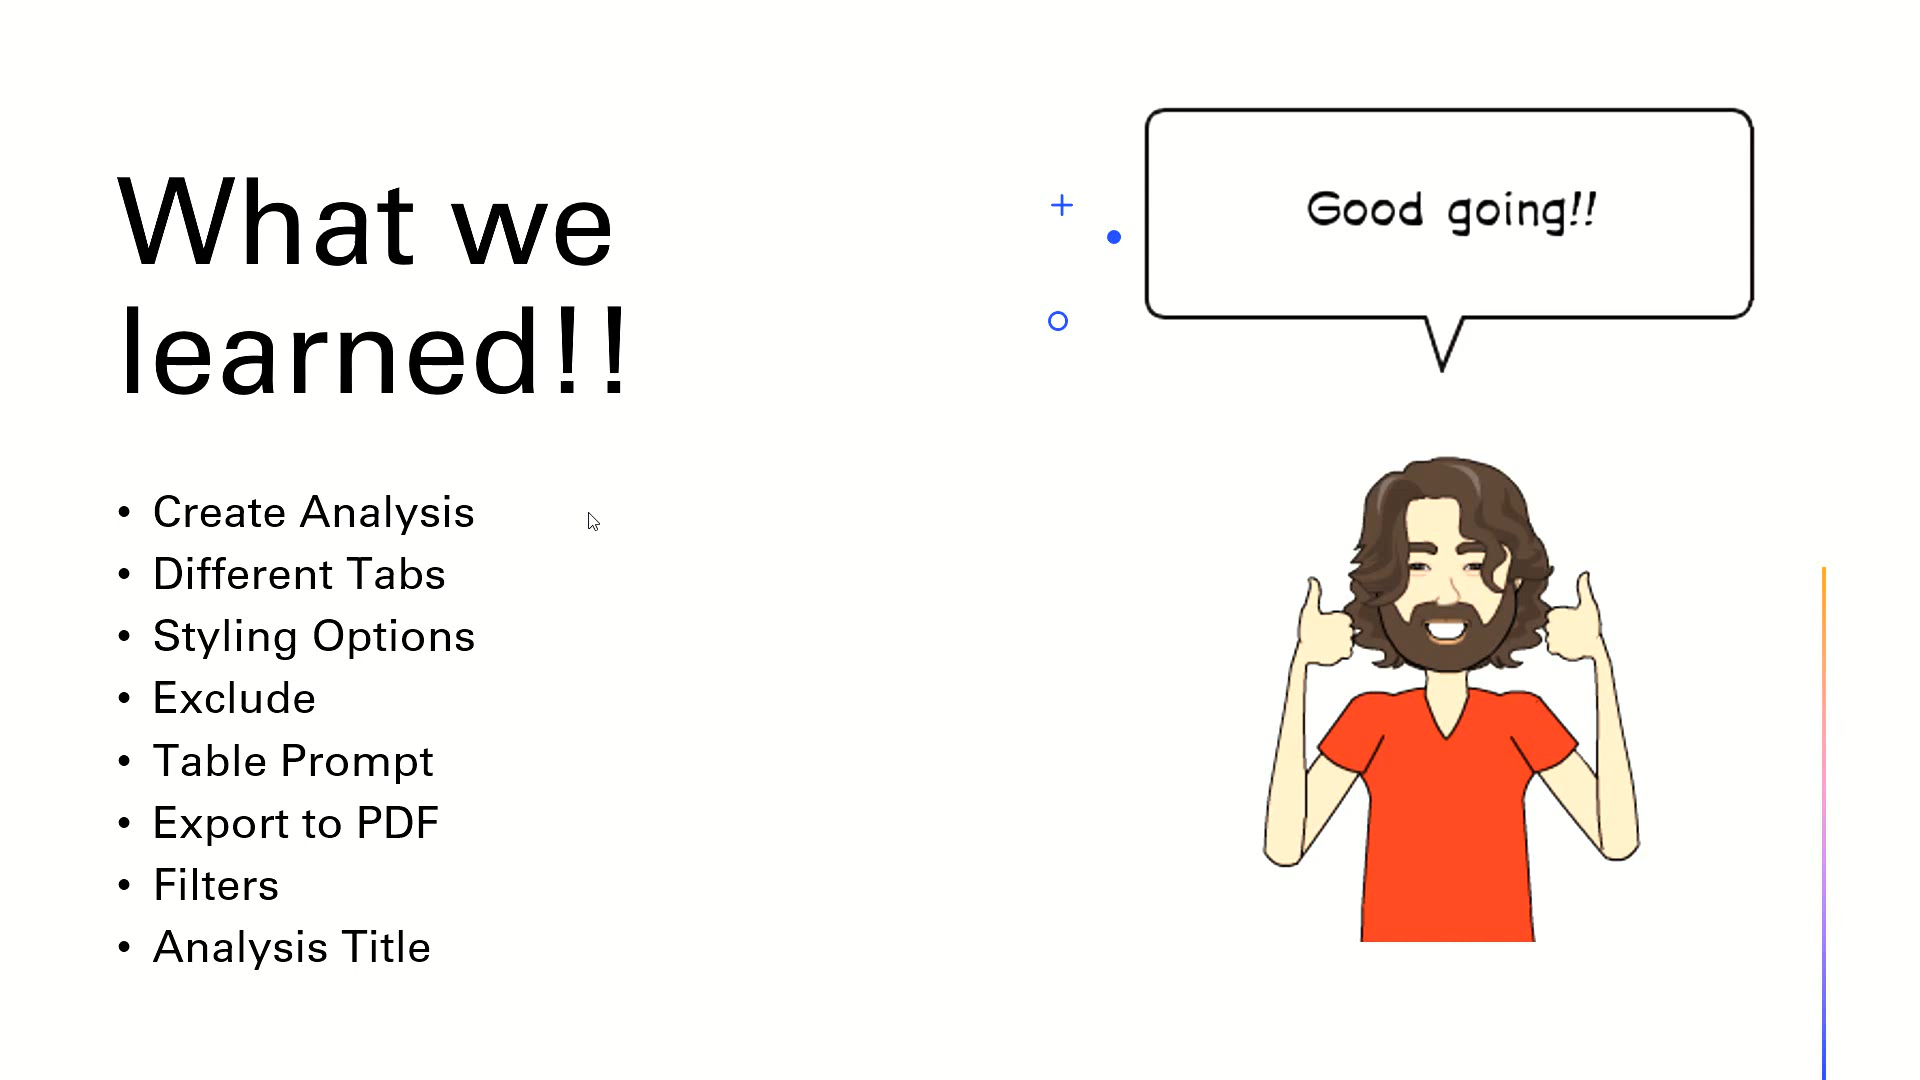 What we
learned!!
• Create Analysis
• Different Tabs
• Styling Options
• Exclude
• Table Prompt
• Export to PDF
• Filters
• Analysis Title
Good going!!